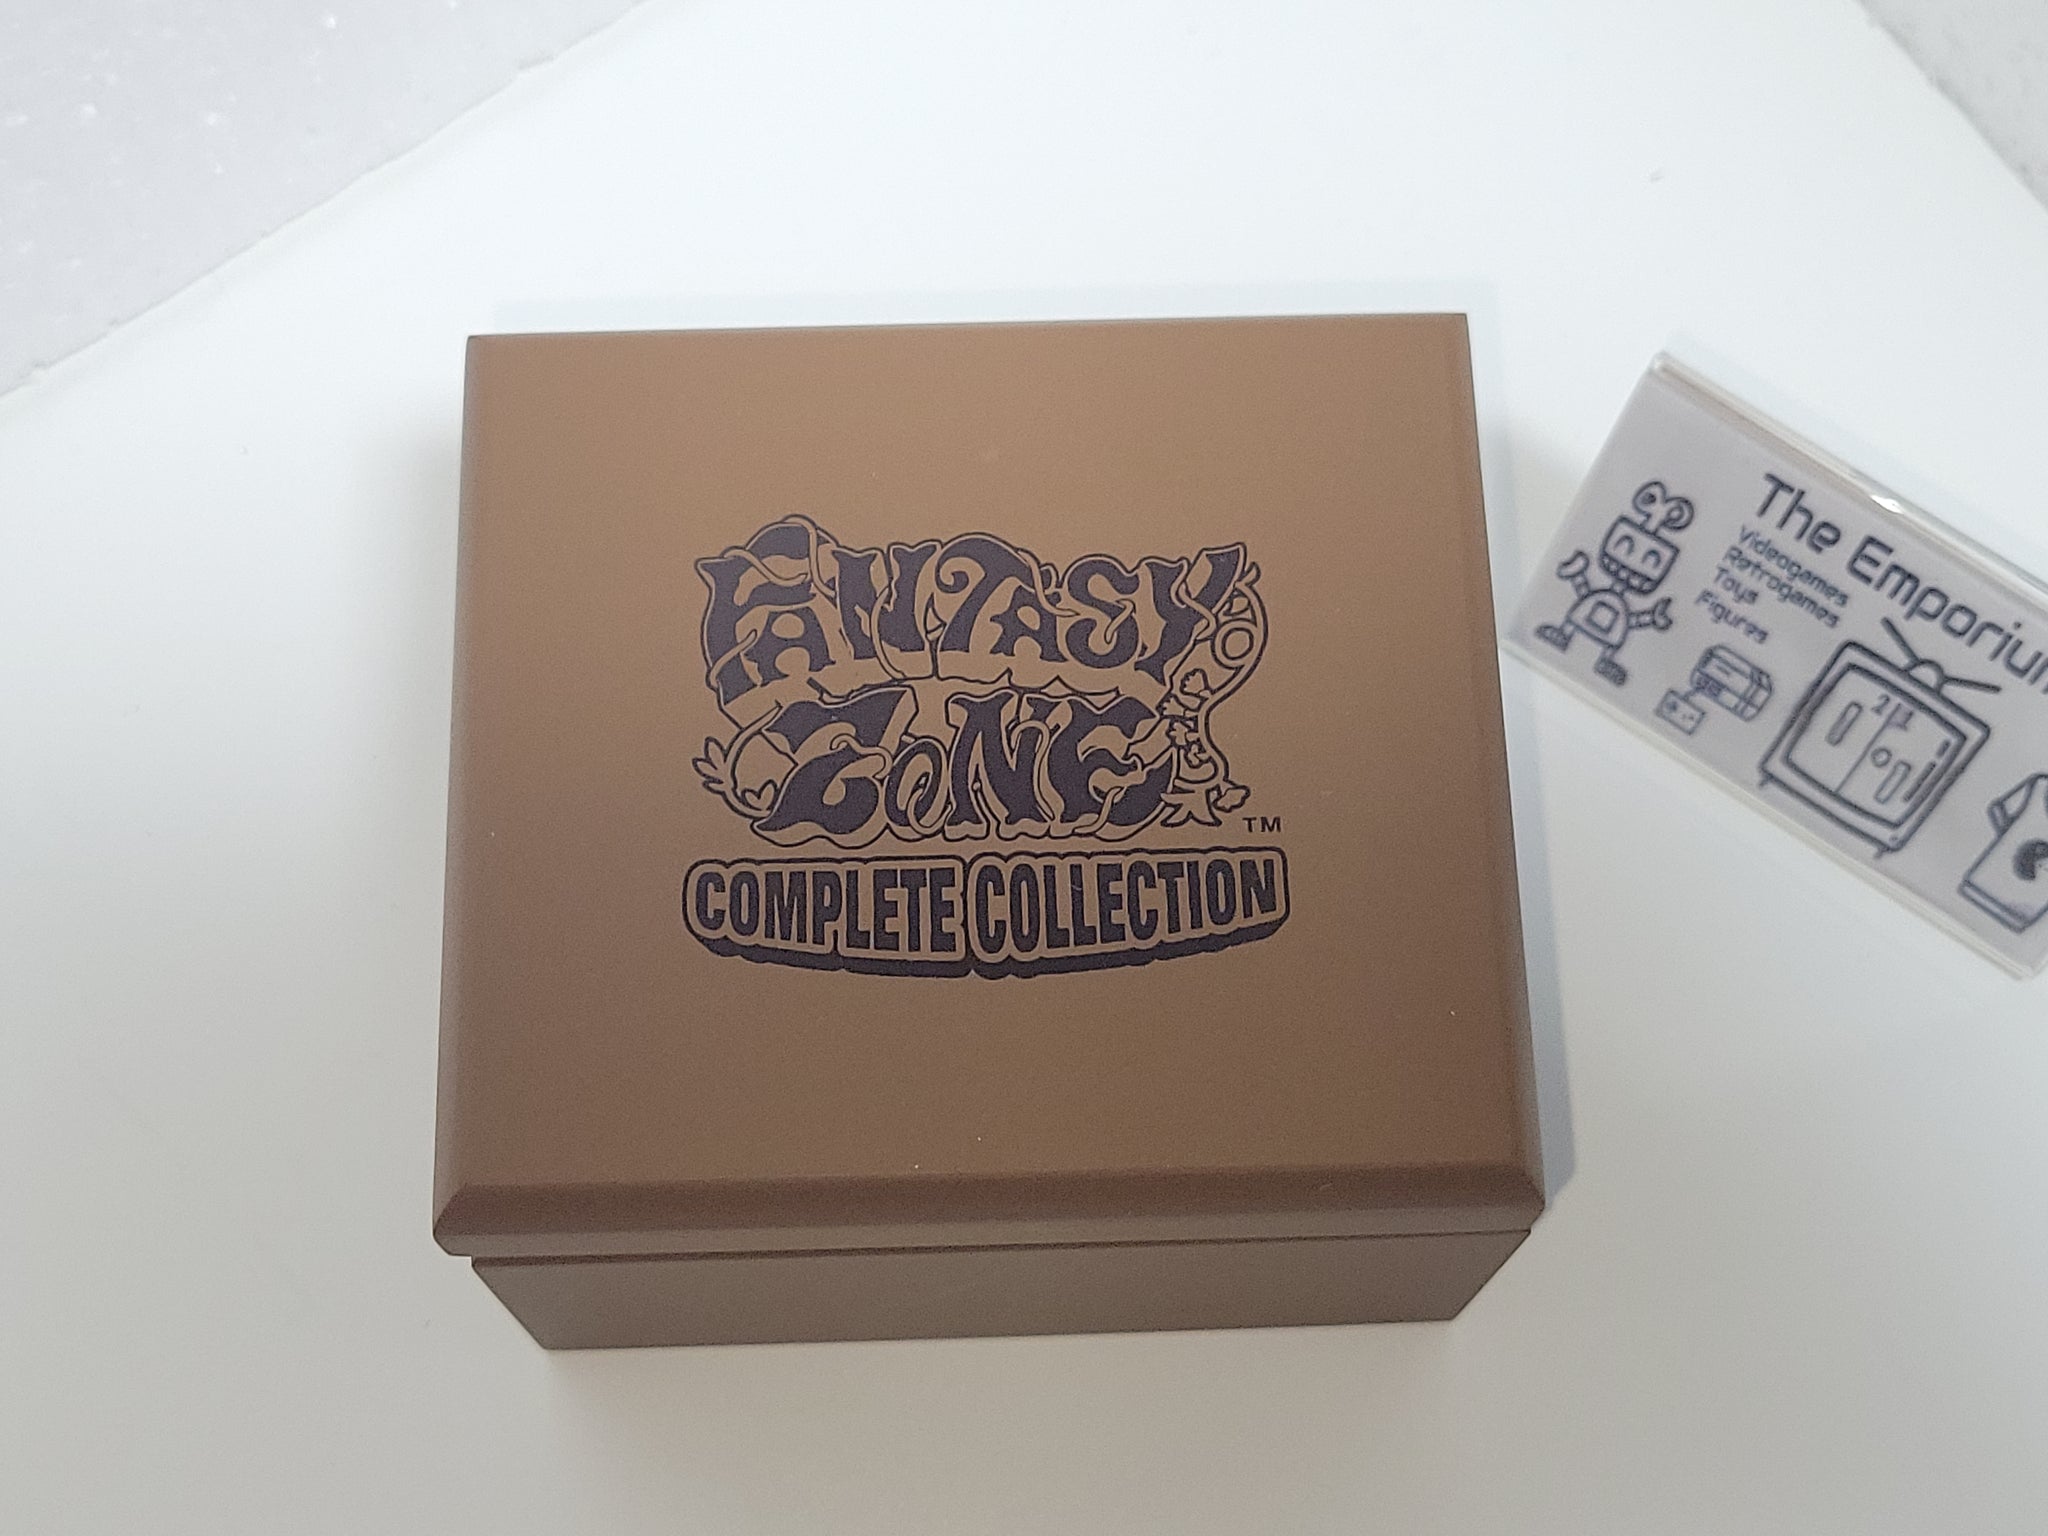 FANTASY
ZONE
TM
COMPLETE COLLECTION
The Emporium
Videogames
Retrogames
Toys
Figures